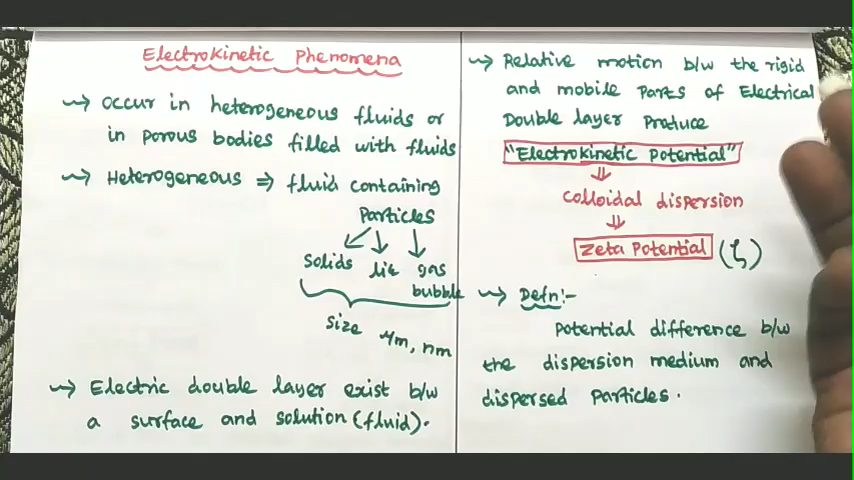 Electrokinetic Phenomena
occur in heterogeneous fluids or
in porous bodies filled with fluids
Heterogeneous ⇒ fluid containing
particles
solids liq gas
bubble
size μm, nm
Electric double layer exist b/w
a surface and solution (fluid).
Relative motion b/w the rigid
and mobile parts of Electrical
Double layer produce
"Electrokinetic potential"
⇓
colloidal dispersion
⇓
Zeta Potential (ζ)
Defn:-
Potential difference b/w
the dispersion medium and
dispersed particles.